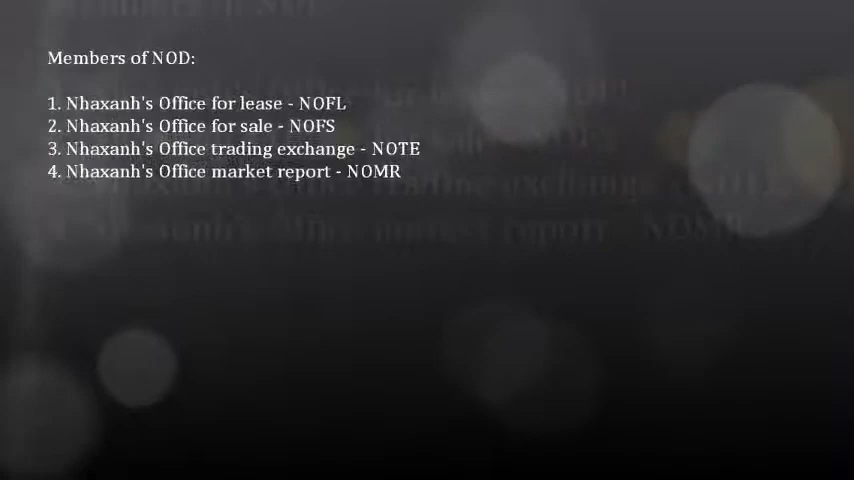 Members of NOD:
1. Nhaxanh's Office for lease - NOFL
2. Nhaxanh's Office for sale - NOFS
3. Nhaxanh's Office trading exchange - NOTE
4. Nhaxanh's Office market report - NOMR